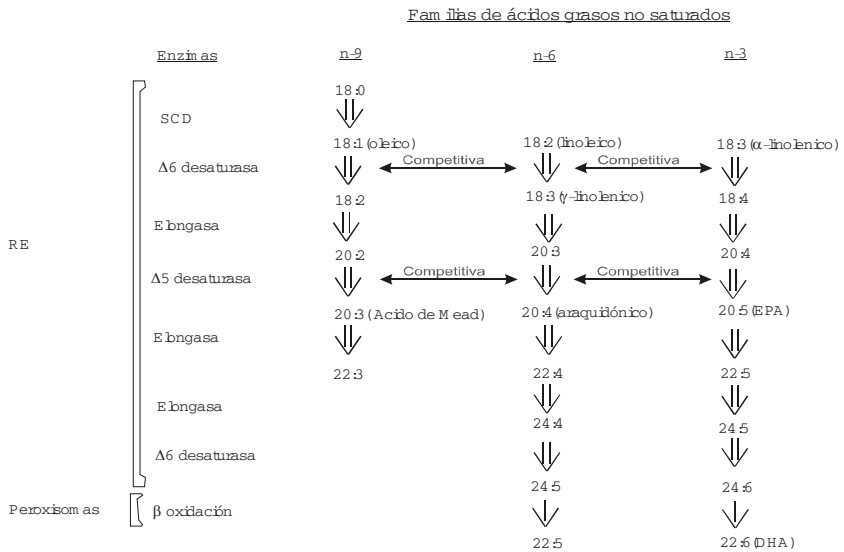 Familias de ácidos grasos no saturados
Enzimas n-9 n-6 n-3
18:0
SCD
18:1 (oleico) 18:2 (linoleico) 18:3 (α-linolenico)
Δ6 desaturasa Competitiva Competitiva
18:2 18:3 (γ-linolenico) 18:4
Elongasa
RE
20:2 20:3 20:4
Δ5 desaturasa Competitiva Competitiva
20:3 (Acido de Mead) 20:4 (araquidónico) 20:5 (EPA)
Elongasa
22:3 22:4 22:5
Elongasa
24:4 24:5
Δ6 desaturasa
24:5 24:6
Peroxisomas β oxidación
22:5 22:6 (DHA)